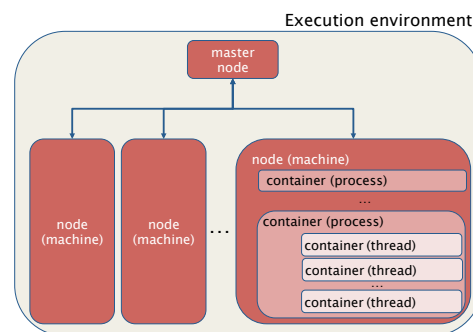 Execution environment
master
node
node
(machine)
node
(machine)
...
node (machine)
container (process)
...
container (process)
container (thread)
container (thread)
...
container (thread)